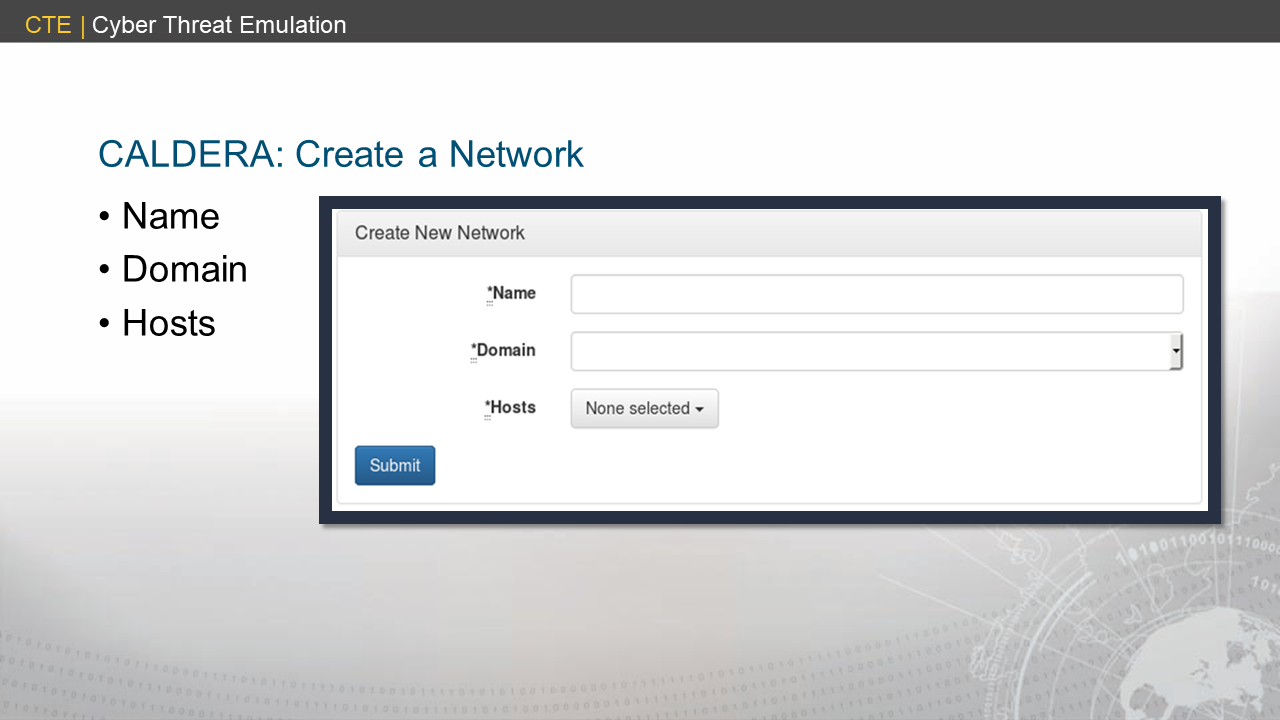 CTE | Cyber Threat Emulation
CALDERA: Create a Network
• Name
• Domain
• Hosts
Create New Network
*Name
*Domain
*Hosts
None selected
Submit